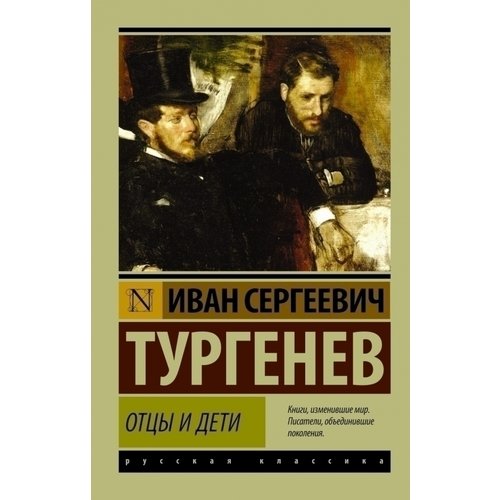 N
ИВАН СЕРГЕЕВИЧ
ТУРГЕНЕВ
ОТЦЫ И ДЕТИ
Книги, изменившие мир.
Писатели, объединившие
поколения.
русская классика